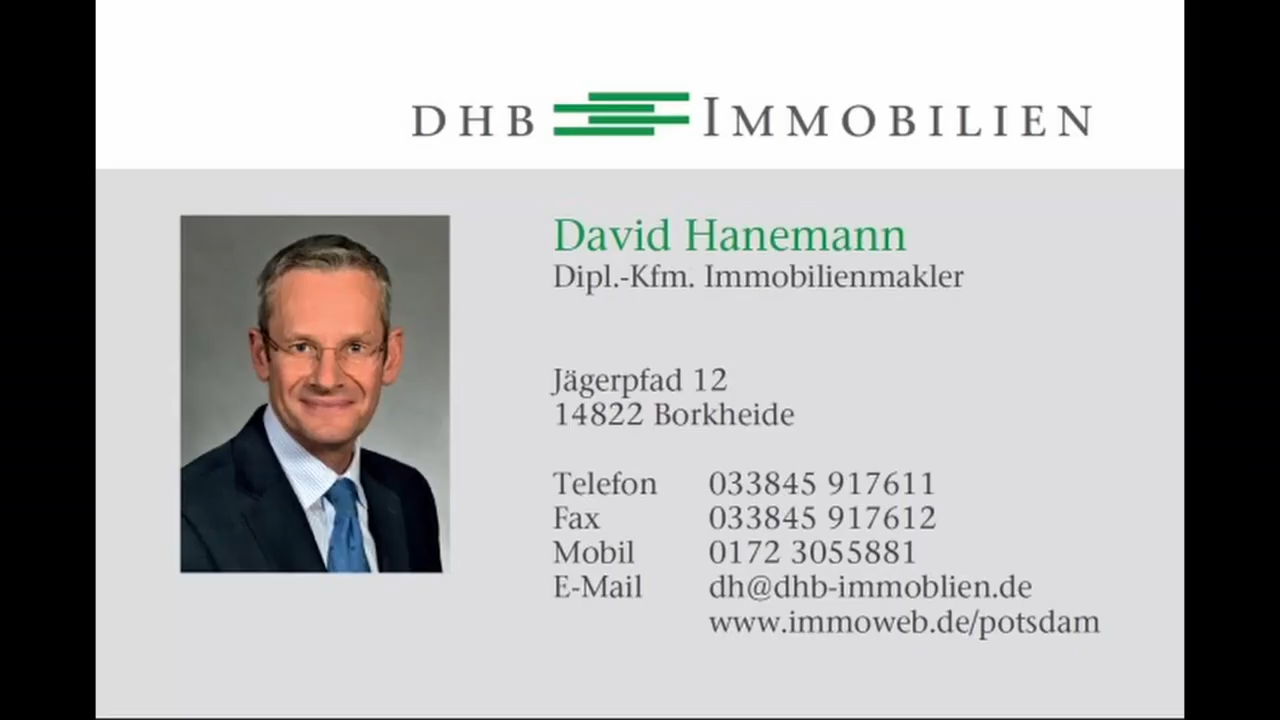 DHB IMMOBILIEN
David Hanemann
Dipl.-Kfm. Immobilienmakler
Jägerpfad 12
14822 Borkheide
Telefon 033845 917611
Fax 033845 917612
Mobil 0172 3055881
E-Mail dh@dhb-immoblien.de
www.immoweb.de/potsdam